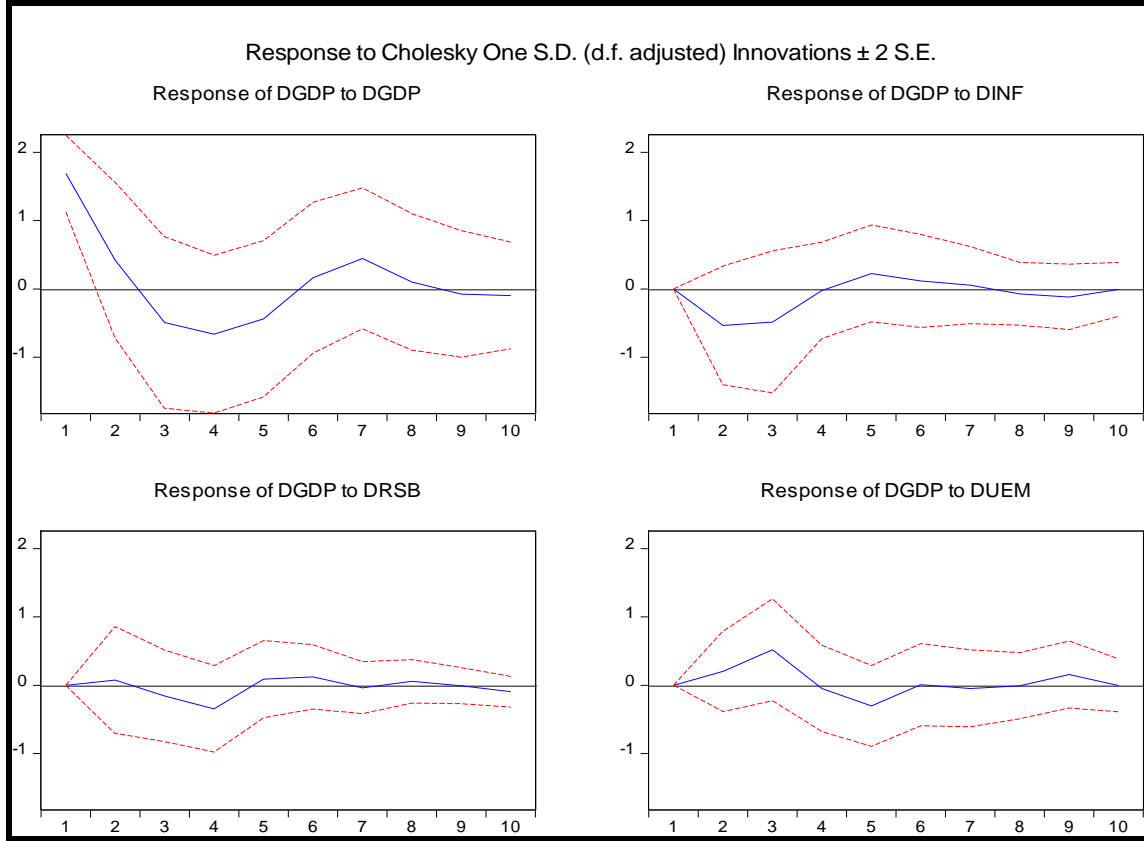 Response to Cholesky One S.D. (d.f. adjusted) Innovations ± 2 S.E.
Response of DGDP to DGDP
2
1
0
-1
1 2 3 4 5 6 7 8 9 10
Response of DGDP to DINF
2
1
0
-1
1 2 3 4 5 6 7 8 9 10
Response of DGDP to DRSB
2
1
0
-1
1 2 3 4 5 6 7 8 9 10
Response of DGDP to DUEM
2
1
0
-1
1 2 3 4 5 6 7 8 9 10